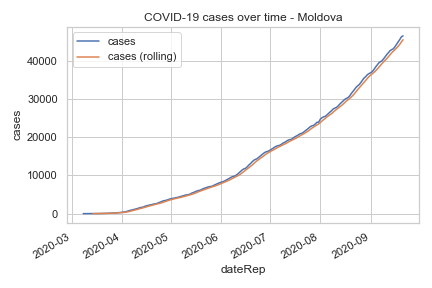 COVID-19 cases over time - Moldova
cases
cases (rolling)
cases
40000
30000
20000
10000
0
2020-03
2020-04
2020-05
2020-06
2020-07
2020-08
2020-09
dateRep